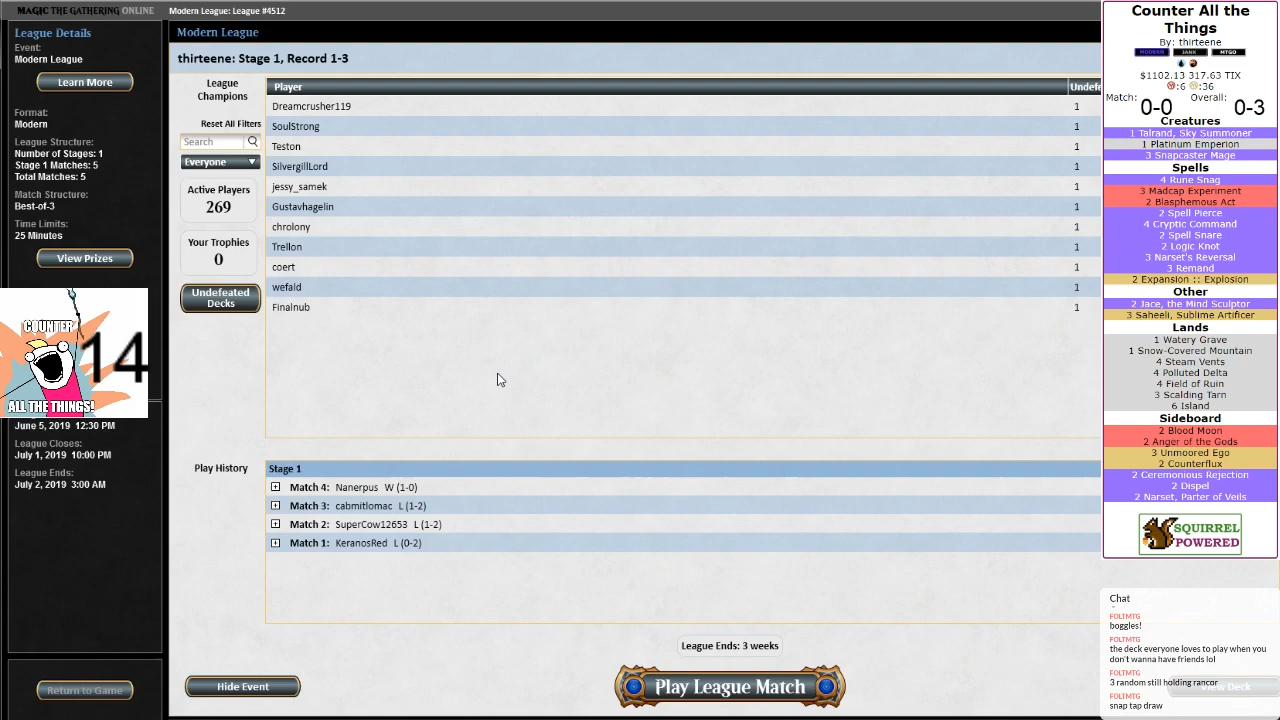 MAGIC THE GATHERING ONLINE
Modern League: League #4512
League Details
Event:
Modern League
Learn More
Format:
Modern
League Structure:
Number of Stages: 1
Stage 1 Matches: 5
Total Matches: 5
Match Structure:
Best-of-3
Time Limits:
25 Minutes
View Prizes
COUNTER
14
ALL THE THINGS!
June 5, 2019 12:30 PM
League Closes:
July 1, 2019 10:00 PM
League Ends:
July 2, 2019 3:00 AM
Return to Game
Modern League
thirteene: Stage 1, Record 1-3
League
Champions
Reset All Filters
Search
Everyone
Active Players
269
Your Trophies
0
Undefeated
Decks
Player Undefe
Dreamcrusher119 1
SoulStrong 1
Teston 1
SilvergillLord 1
jessy_samek 1
Gustavhagelin 1
chrolony 1
Trellon 1
coert 1
wefald 1
Finalnub 1
Play History
Stage 1
Match 4: Nanerpus W (1-0)
Match 3: cabmitlomac L (1-2)
Match 2: SuperCow12653 L (1-2)
Match 1: KeranosRed L (0-2)
League Ends: 3 weeks
Hide Event
Play League Match
Counter All the
Things
By: thirteene
MODERN JANK MTGO
$1102.13 317.63 TIX
:6 :36
Match: 0-0 Overall: 0-3
Creatures
1 Talrand, Sky Summoner
1 Platinum Emperion
3 Snapcaster Mage
Spells
4 Rune Snag
3 Madcap Experiment
2 Blasphemous Act
2 Spell Pierce
4 Cryptic Command
2 Spell Snare
2 Logic Knot
3 Narset's Reversal
3 Remand
2 Expansion :: Explosion
Other
2 Jace, the Mind Sculptor
3 Saheeli, Sublime Artificer
Lands
1 Watery Grave
1 Snow-Covered Mountain
4 Steam Vents
4 Polluted Delta
4 Field of Ruin
3 Scalding Tarn
6 Island
Sideboard
2 Blood Moon
2 Anger of the Gods
3 Unmoored Ego
2 Counterflux
2 Ceremonious Rejection
2 Dispel
2 Narset, Parter of Veils
SQUIRREL
POWERED
Chat
FOLTMTG
boggles!
FOLTMTG
the deck everyone loves to play when you
don't wanna have friends lol
FOLTMTG
3 random still holding rancor
View Deck
FOLTMTG
snap tap draw